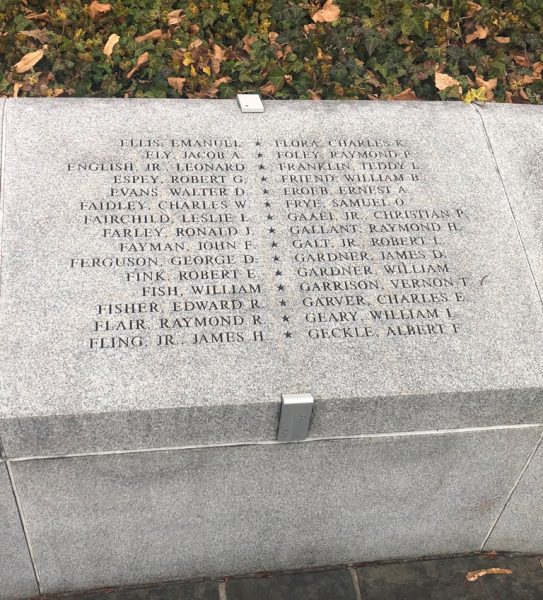 ELLIS, EMANUEL ★ FLORA, CHARLES K.
ELY, JACOB A. ★ FOLEY, RAYMOND P.
ENGLISH, JR., LEONARD ★ FRANKLIN, TEDDY L.
ESPEY, ROBERT G. ★ FRIEND, WILLIAM B.
EVANS, WALTER D. ★ FROEB, ERNEST A.
FAIDLEY, CHARLES W. ★ FRYE, SAMUEL O.
FAIRCHILD, LESLIE L. ★ GAAEI, JR., CHRISTIAN P.
FARLEY, RONALD J. ★ GALLANT, RAYMOND H.
FAYMAN, JOHN F. ★ GALT, JR., ROBERT L.
FERGUSON, GEORGE D. ★ GARDNER, JAMES D.
FINK, ROBERT E. ★ GARDNER, WILLIAM
FISH, WILLIAM ★ GARRISON, VERNON T.
FISHER, EDWARD R. ★ GARVER, CHARLES E.
FLAIR, RAYMOND R. ★ GEARY, WILLIAM L.
FLING, JR., JAMES H. ★ GECKLE, ALBERT F.